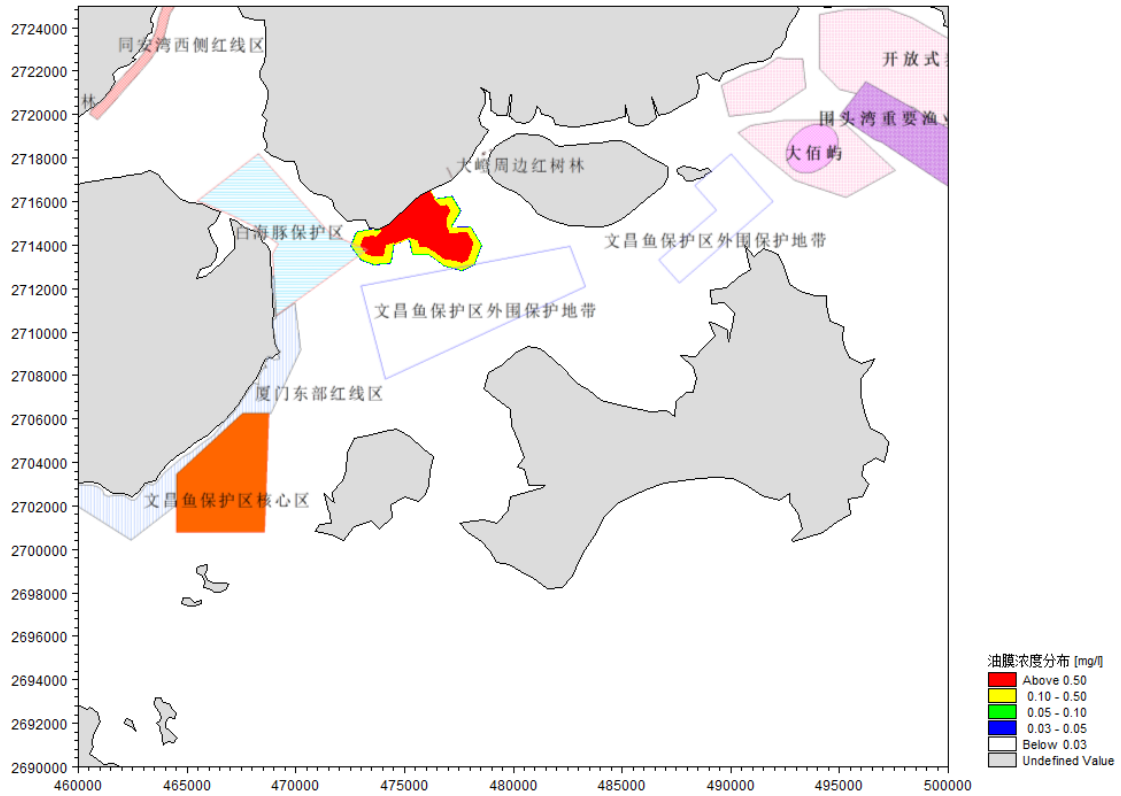 2724000
2722000
2720000
2718000
2716000
2714000
2712000
2710000
2708000
2706000
2704000
2702000
2700000
2698000
2696000
2694000
2692000
2690000
460000
465000
470000
475000
480000
485000
490000
495000
500000
同安湾西侧红线区
林
开放式
围头湾重要渔
大佰屿
大嶝周边红树林
白海豚保护区
文昌鱼保护区外围保护地带
文昌鱼保护区外围保护地带
厦门东部红线区
文昌鱼保护区核心区
油膜浓度分布 [mg/l]
Above 0.50
0.10 - 0.50
0.05 - 0.10
0.03 - 0.05
Below 0.03
Undefined Value